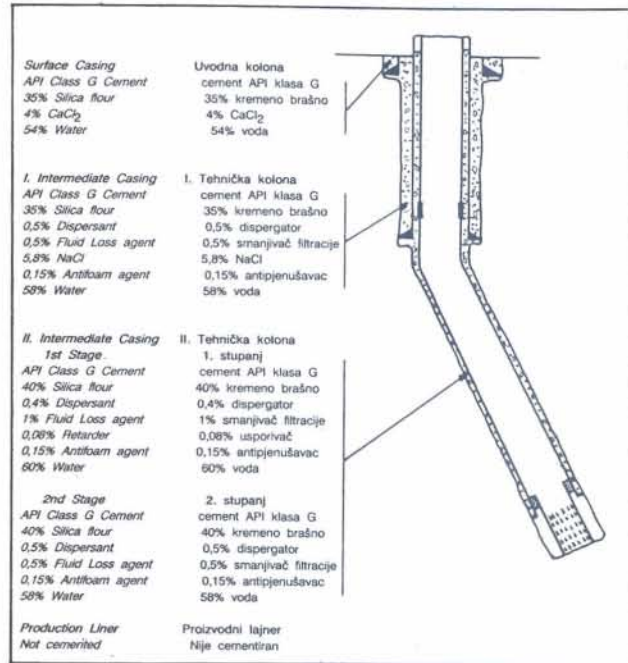 Surface Casing Uvodna kolona
API Class G Cement cement API klasa G
35% Silica flour 35% kremeno brašno
4% CaCl2 4% CaCl2
54% Water 54% voda
I. Intermediate Casing I. Tehnička kolona
API Class G Cement cement API klasa G
35% Silica flour 35% kremeno brašno
0,5% Dispersant 0.5% dispergator
0,5% Fluid Loss agent 0.5% smanjivač filtracije
5,8% NaCl 5,8% NaCl
0,15% Antifoam agent 0,15% antipjenušavac
58% Water 58% voda
II. Intermediate Casing II. Tehnička kolona
1st Stage. 1. stupanj
API Class G Cement cement API klasa G
40% Silica flour 40% kremeno brašno
0,4% Dispersant 0.4% dispergator
1% Fluid Loss agent 1% smanjivač filtracije
0,08% Retarder 0,08% usporivač
0,15% Antifoam agent 0,15% antipjenušavac
60% Water 60% voda
2nd Stage 2. stupanj
API Class G Cement cement API klasa G
40% Silica flour 40% kremeno brašno
0,5% Dispersant 0.5% dispergator
0,5% Fluid Loss agent 0.5% smanjivač filtracije
0,15% Antifoam agent 0,15% antipjenušavac
58% Water 58% voda
Production Liner Proizvodni lajner
Not cemented Nije cementiran